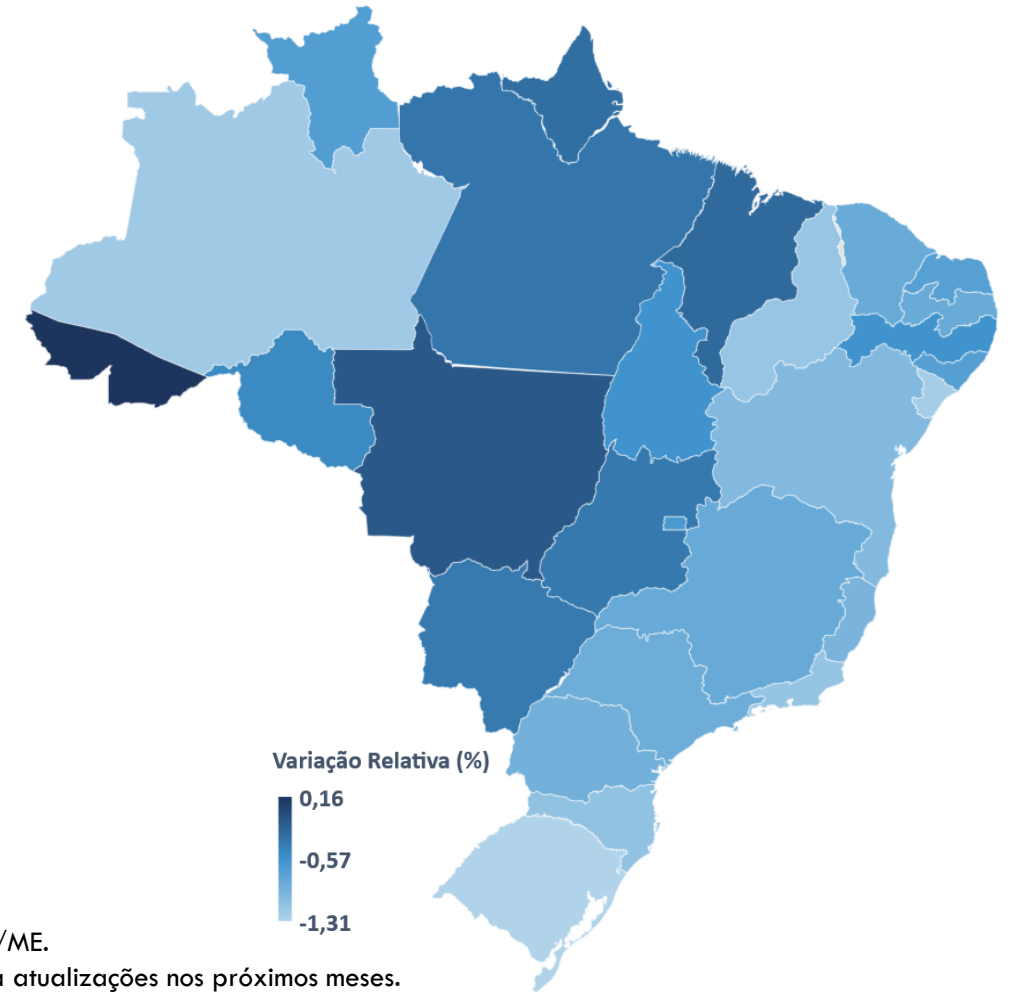 Variação Relativa (%)
0,16
-0,57
-1,31
/ME.
atualizações nos próximos meses.